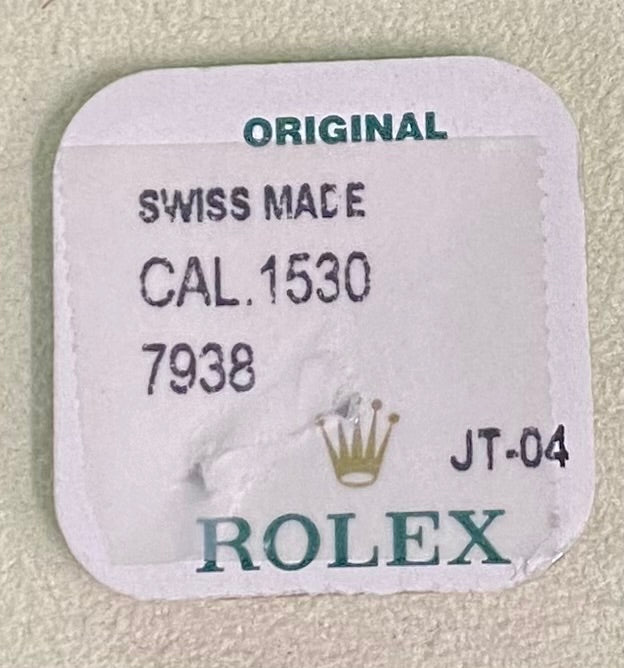 ORIGINAL
SWISS MADE
CAL.1530
7938
JT-04
ROLEX